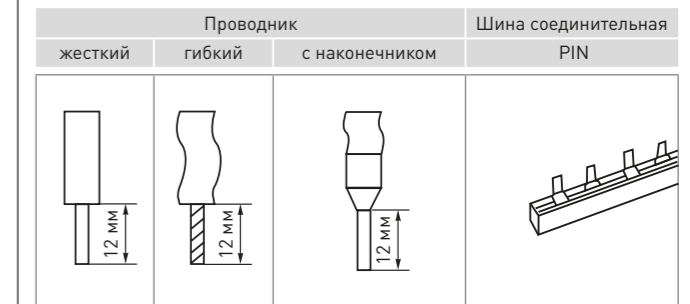 Проводник Шина соединительная
жесткий гибкий с наконечником PIN
12 мм 12 мм 12 мм